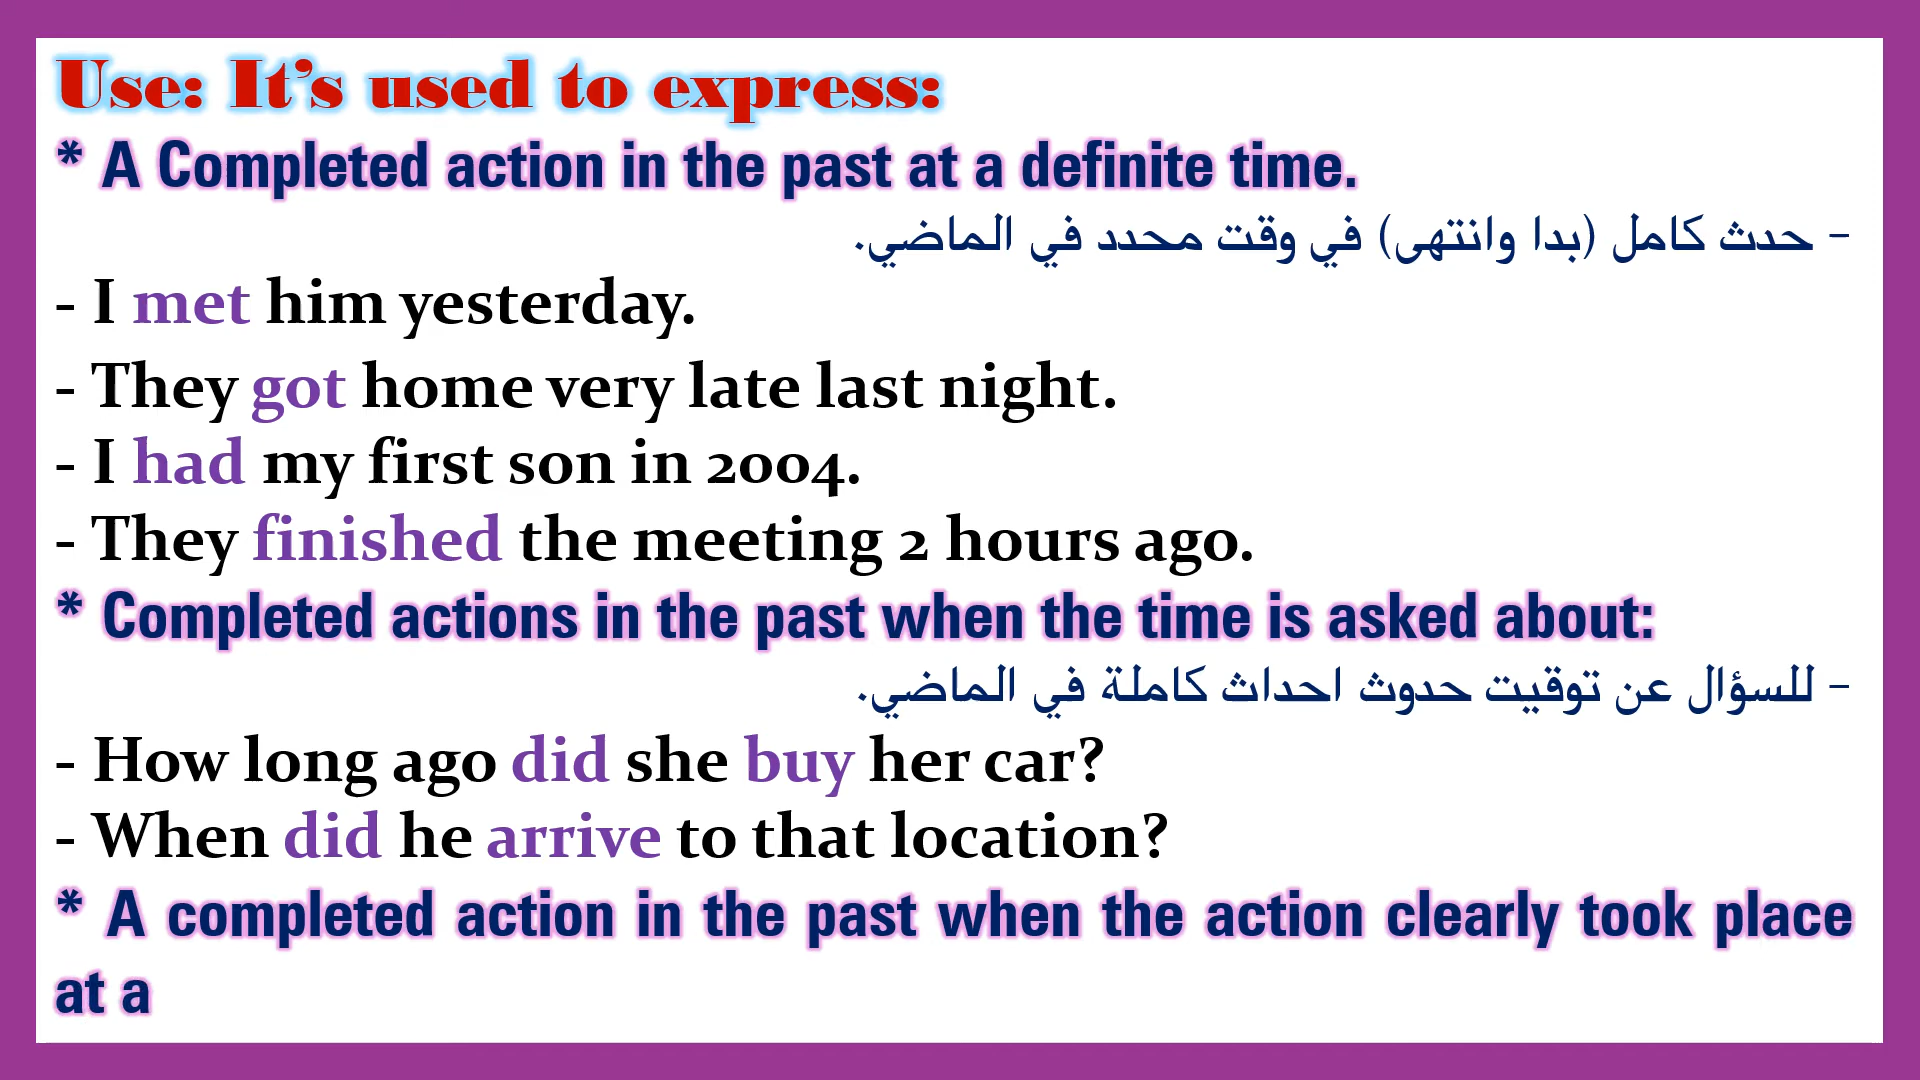 Use: It’s used to express:
* A Completed action in the past at a definite time.
- حدث كامل (بدا وانتهى) في وقت محدد في الماضي.
- I met him yesterday.
- They got home very late last night.
- I had my first son in 2004.
- They finished the meeting 2 hours ago.
* Completed actions in the past when the time is asked about:
- للسؤال عن توقيت حدوث احداث كاملة في الماضي.
- How long ago did she buy her car?
- When did he arrive to that location?
* A completed action in the past when the action clearly took place
at a